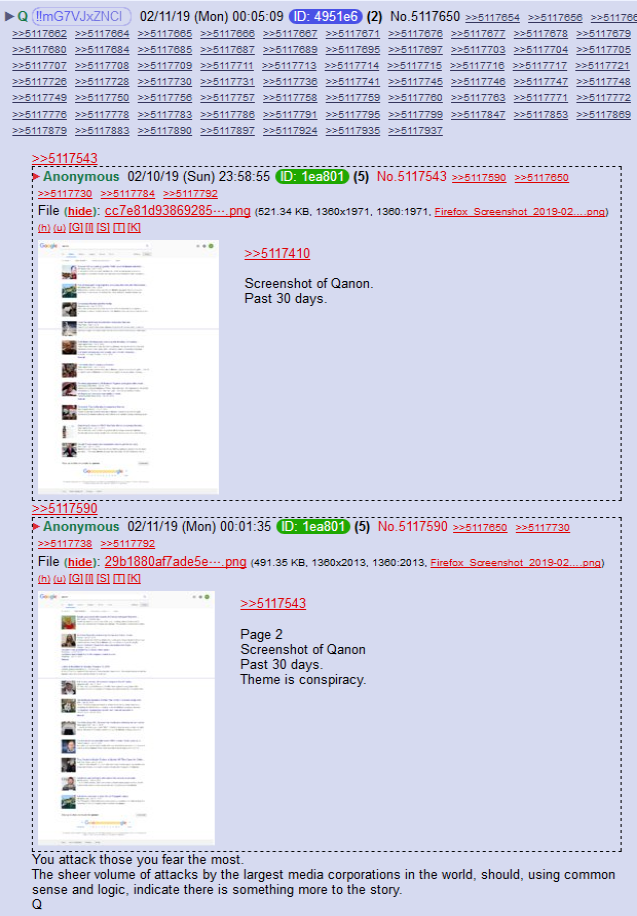 ▶ Q !!mG7VJxZNCI 02/11/19 (Mon) 00:05:09 ID: 4951e6 (2) No.5117650 >>5117654 >>5117656
>>5117662 >>5117664 >>5117665 >>5117666 >>5117667 >>5117671 >>5117676 >>5117677 >>5117678 >>5117679
>>5117680 >>5117684 >>5117685 >>5117687 >>5117689 >>5117695 >>5117697 >>5117703 >>5117704 >>5117705
>>5117707 >>5117708 >>5117709 >>5117711 >>5117713 >>5117714 >>5117715 >>5117716 >>5117717 >>5117721
>>5117726 >>5117728 >>5117730 >>5117731 >>5117736 >>5117741 >>5117745 >>5117746 >>5117747 >>5117748
>>5117749 >>5117750 >>5117756 >>5117757 >>5117758 >>5117759 >>5117760 >>5117763 >>5117771 >>5117772
>>5117776 >>5117778 >>5117783 >>5117786 >>5117791 >>5117795 >>5117799 >>5117847 >>5117853 >>5117869
>>5117879 >>5117883 >>5117890 >>5117897 >>5117924 >>5117935 >>5117937
>>5117543
Anonymous 02/10/19 (Sun) 23:58:55 ID: 1ea801 (5) No.5117543 >>5117590 >>5117650
>>5117730 >>5117784 >>5117792
File (hide): cc7e81d93869285⋯.png (521.34 KB, 1360x1971, 1360:1971, Firefox_Screenshot_2019-02….png)
(h) (u) [G] [I] [S] [T] [K]
Google
>>5117410
Screenshot of Qanon.
Past 30 days.
>>5117590
Anonymous 02/11/19 (Mon) 00:01:35 ID: 1ea801 (5) No.5117590 >>5117650 >>5117730
>>5117738 >>5117792
File (hide): 29b1880af7ade5e⋯.png (491.35 KB, 1360x2013, 1360:2013, Firefox_Screenshot_2019-02….png)
(h) (u) [G] [I] [S] [T] [K]
Google
>>5117543
Page 2
Screenshot of Qanon
Past 30 days.
Theme is conspiracy.
You attack those you fear the most.
The sheer volume of attacks by the largest media corporations in the world, should, using common
sense and logic, indicate there is something more to the story.
Q